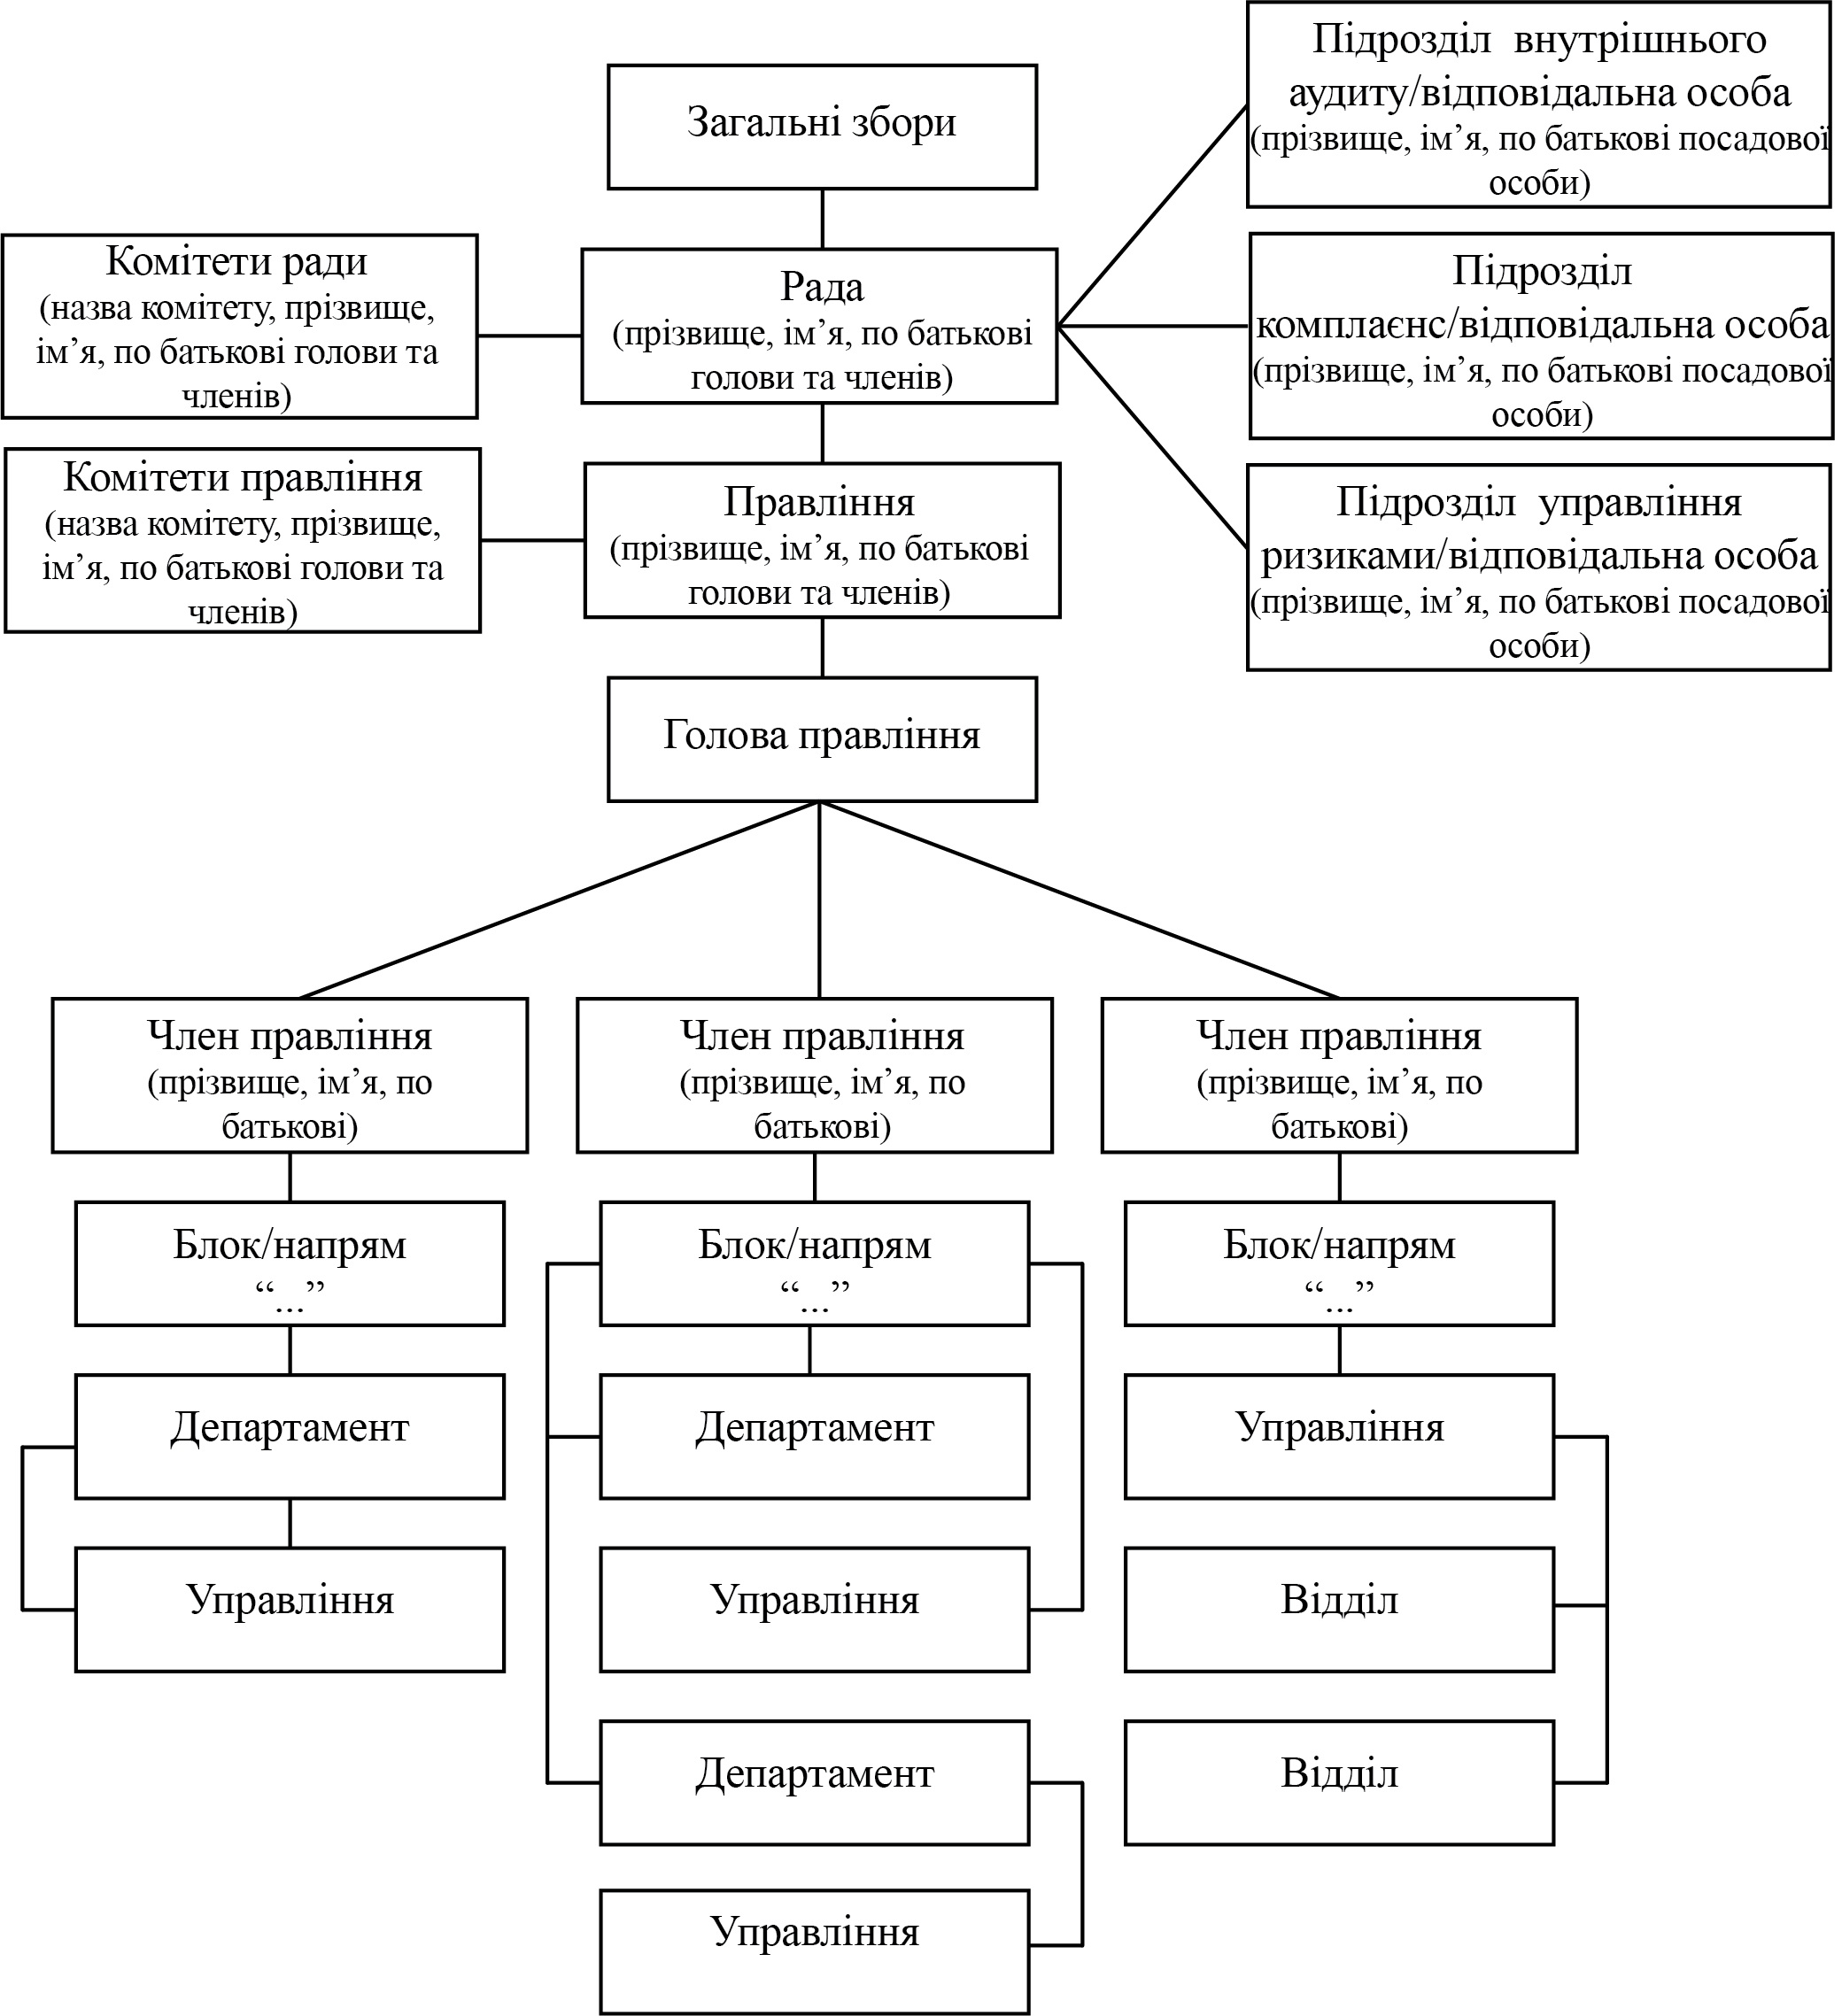 Загальні збори
Підрозділ внутрішнього
аудиту/відповідальна особа
(прізвище, ім’я, по батькові посадової
особи)
Комітети ради
(назва комітету, прізвище,
ім’я, по батькові голови та
членів)
Рада
(прізвище, ім’я, по батькові
голови та членів)
Підрозділ
комплаєнс/відповідальна особа
(прізвище, ім’я, по батькові посадової
особи)
Комітети правління
(назва комітету, прізвище,
ім’я, по батькові голови та
членів)
Правління
(прізвище, ім’я, по батькові
голови та членів)
Підрозділ управління
ризиками/відповідальна особа
(прізвище, ім’я, по батькові посадової
особи)
Голова правління
Член правління
(прізвище, ім’я, по
батькові)
Член правління
(прізвище, ім’я, по
батькові)
Член правління
(прізвище, ім’я, по
батькові)
Блок/напрям
“...”
Блок/напрям
“...”
Блок/напрям
“...”
Департамент
Департамент
Управління
Управління
Управління
Відділ
Департамент
Відділ
Управління